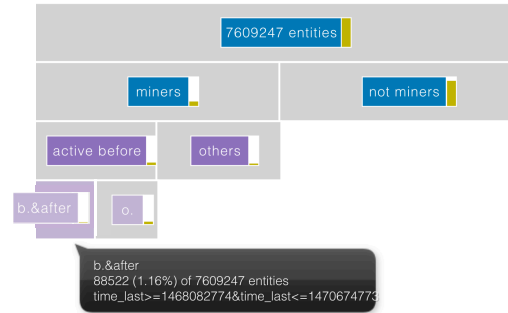 7609247 entities
miners
not miners
active before
others
b.&after
o.
b.&after
88522 (1.16%) of 7609247 entities
time_last>=1468082774&time_last<=1470674773